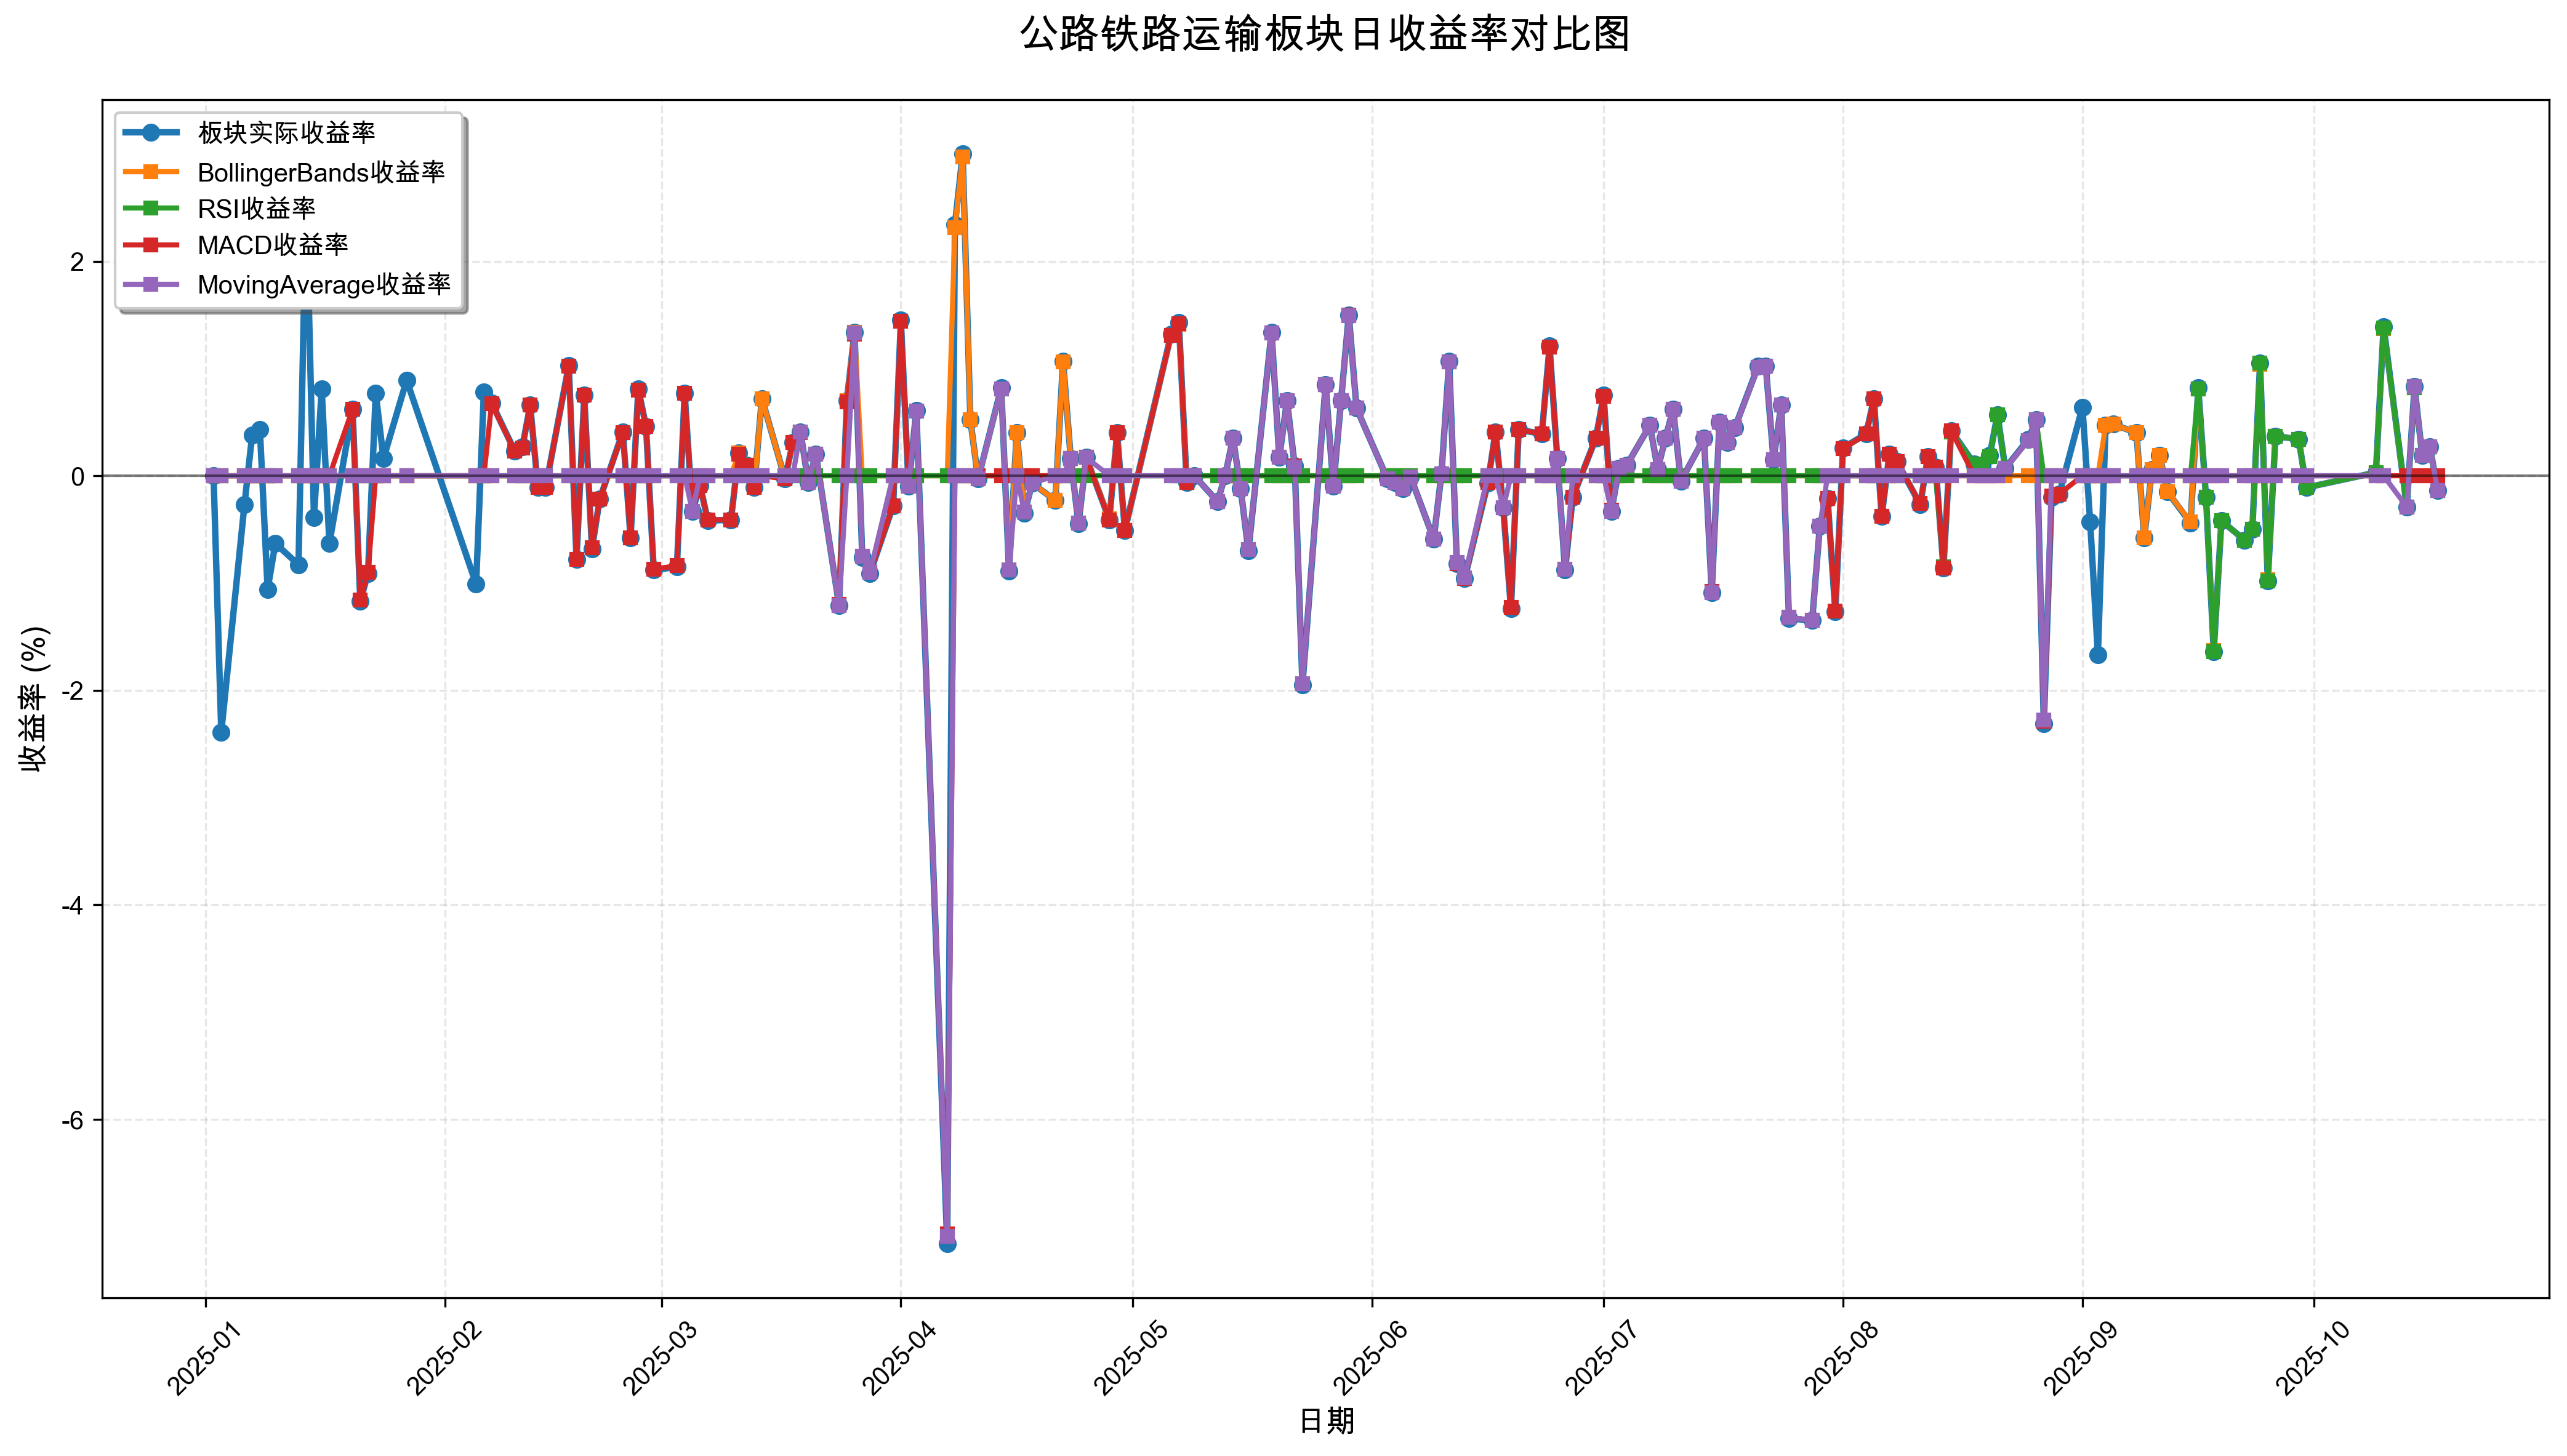 公路铁路运输板块日收益率对比图
板块实际收益率
BollingerBands收益率
RSI收益率
MACD收益率
MovingAverage收益率
收益率 (%)
2
0
-2
-4
-6
2025-01
2025-02
2025-03
2025-04
2025-05
2025-06
2025-07
2025-08
2025-09
2025-10
日期